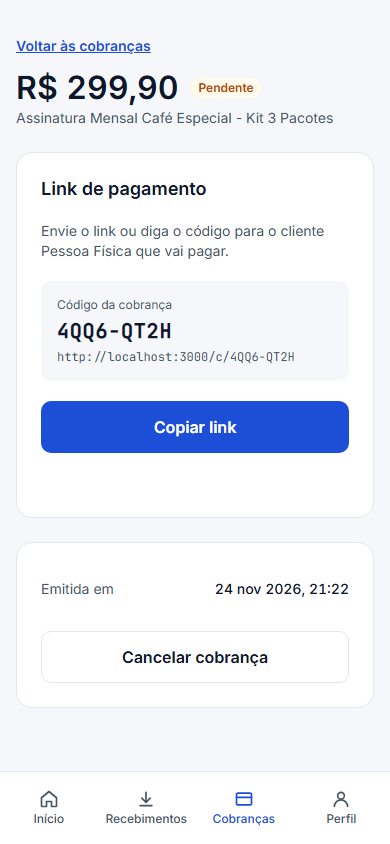 Voltar às cobranças
R$ 299,90
Pendente
Assinatura Mensal Café Especial - Kit 3 Pacotes
Link de pagamento
Envie o link ou diga o código para o cliente
Pessoa Física que vai pagar.
Código da cobrança
4QQ6-QT2H
http://localhost:3000/c/4QQ6-QT2H
Copiar link
Emitida em
24 nov 2026, 21:22
Cancelar cobrança
Início
Recebimentos
Cobranças
Perfil